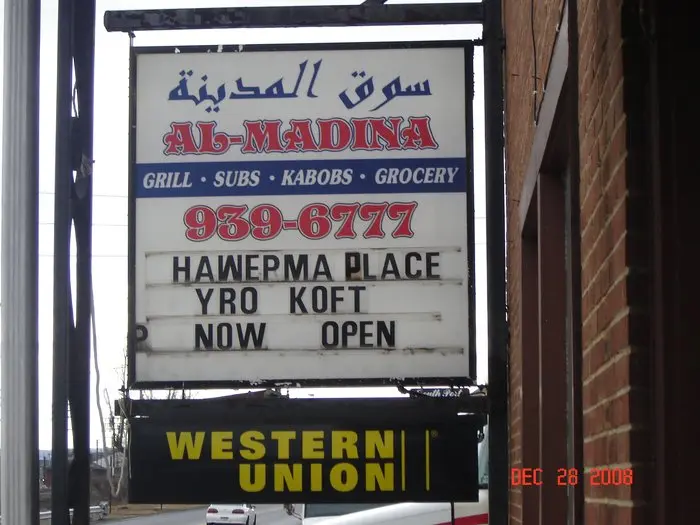 سوق المدينة
AL-MADINA
GRILL · SUBS · KABOBS · GROCERY
939-6777
HAWEPMA PLACE
YRO KOFT
P NOW OPEN
WESTERN
UNION
DEC 28 2008